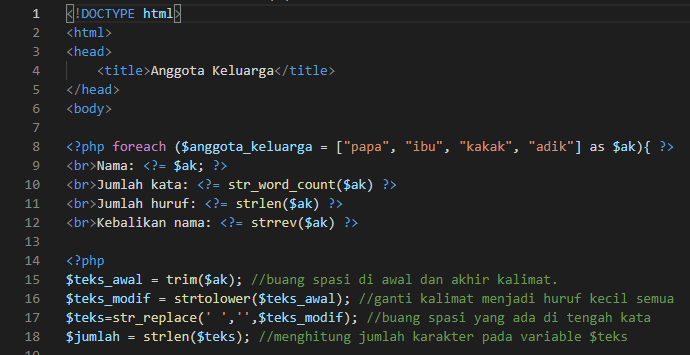 1 <!DOCTYPE html>
2 <html>
3 <head>
4     <title>Anggota Keluarga</title>
5 </head>
6 <body>
7
8 <?php foreach ($anggota_keluarga = ["papa", "ibu", "kakak", "adik"] as $ak){ ?>
9 <br>Nama: <?= $ak; ?>
10 <br>Jumlah kata: <?= str_word_count($ak) ?>
11 <br>Jumlah huruf: <?= strlen($ak) ?>
12 <br>Kebalikan nama: <?= strrev($ak) ?>
13
14 <?php
15 $teks_awal = trim($ak); //buang spasi di awal dan akhir kalimat.
16 $teks_modif = strtolower($teks_awal); //ganti kalimat menjadi huruf kecil semua
17 $teks=str_replace(' ','',$teks_modif); //buang spasi yang ada di tengah kata
18 $jumlah = strlen($teks); //menghitung jumlah karakter pada variable $teks